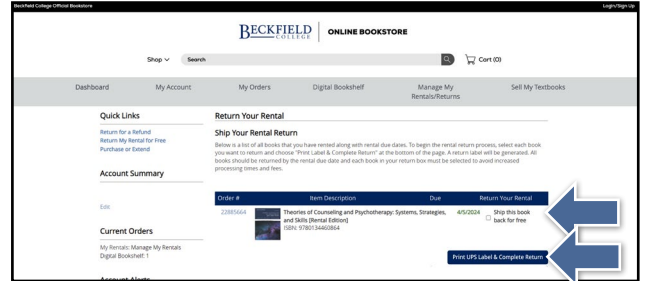 Beckfield College Official Bookstore
Login/Sign Up
BECKFIELD
COLLEGE
ONLINE BOOKSTORE
Shop
Search
Cart (0)
Dashboard
My Account
My Orders
Digital Bookshelf
Manage My
Rentals/Returns
Sell My Textbooks
Quick Links
Return for a Refund
Return My Rental for Free
Purchase or Extend
Account Summary
Edit
Current Orders
My Rentals: Manage My Rentals
Digital Bookshelf: 1
Account Alerts
Return Your Rental
Ship Your Rental Return
Below is a list of all books that you have rented along with rental due dates. To begin the rental return process, select each book
you want to return and choose "Print Label & Complete Return" at the bottom of the page. A return label will be generated. All
books should be returned by the rental due date and each book in your return box must be selected to avoid increased
processing times and fees.
Order #
Item Description
Due
Return Your Rental
22885664
Theories of Counseling and Psychotherapy: Systems, Strategies,
and Skills [Rental Edition]
ISBN: 9780134460864
4/5/2024
Ship this book
back for free
Print UPS Label & Complete Return